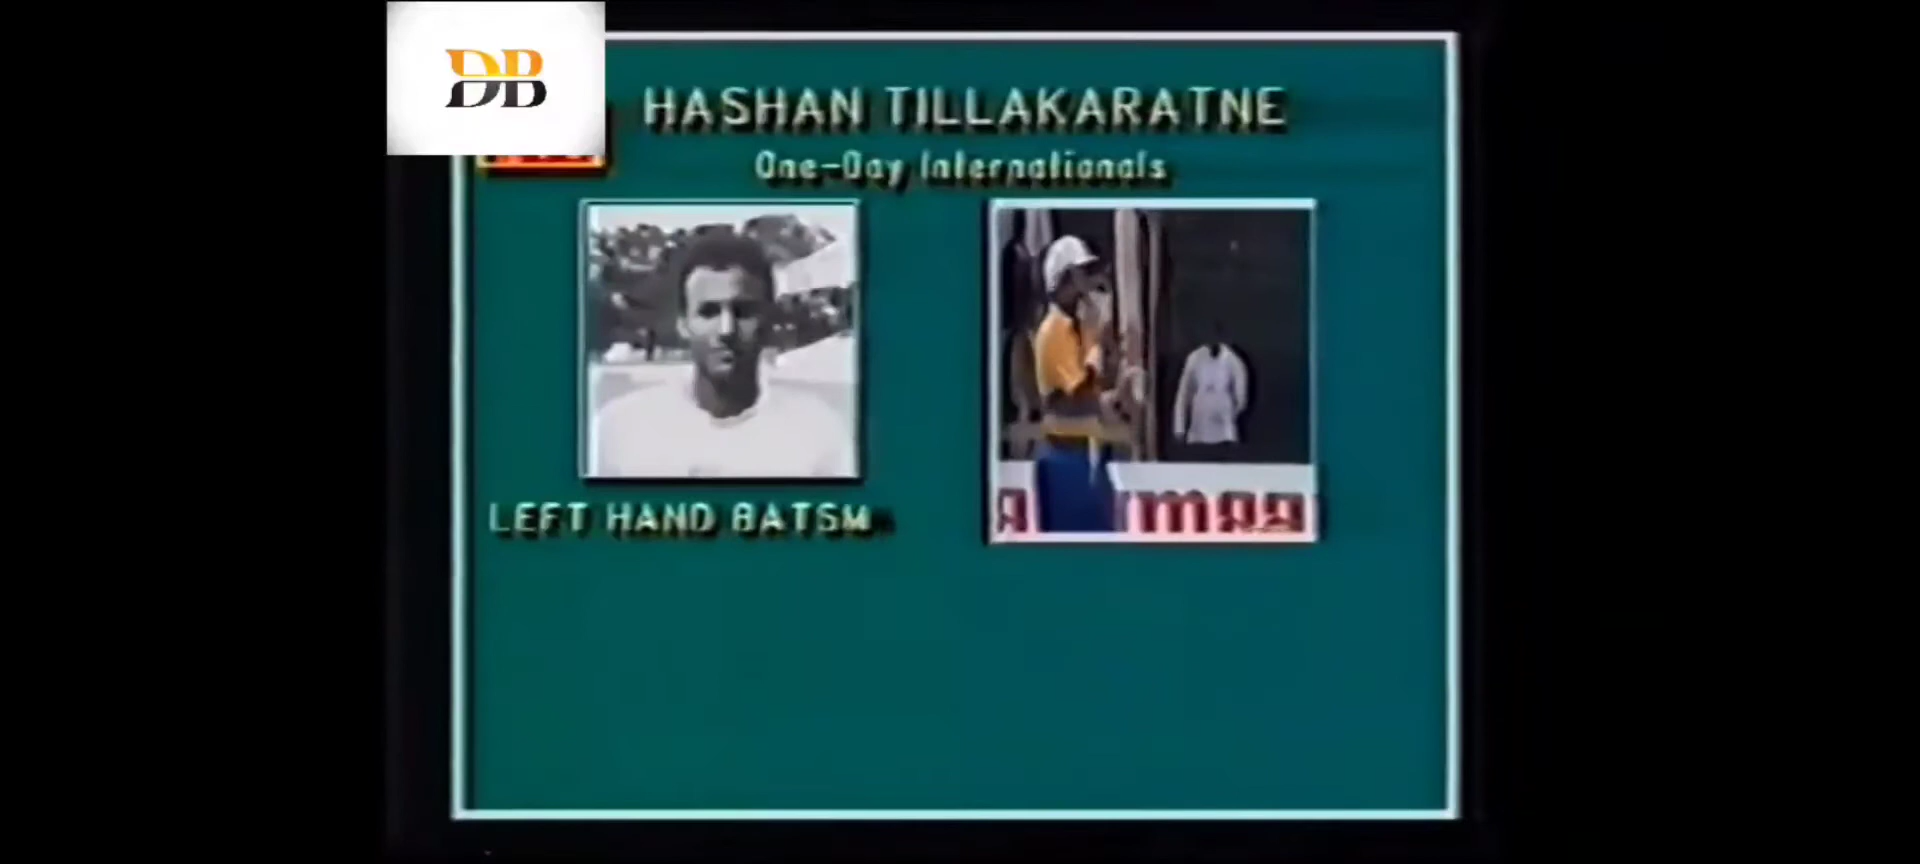 DB
HASHAN TILLAKARATNE
One-Day Internationals
LEFT HAND BATSM